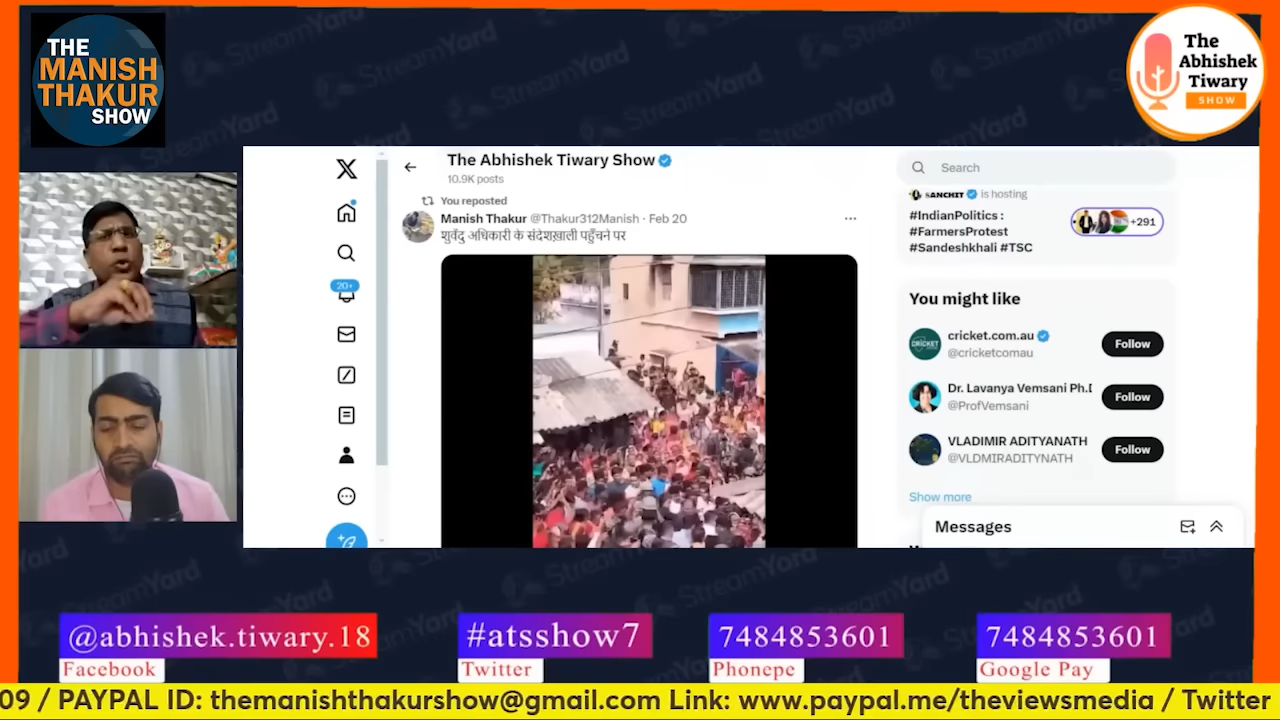 THE
MANISH
THAKUR
SHOW
The
Abhishek
Tiwary
SHOW
StreamYard
The Abhishek Tiwary Show
10.9K posts
You reposted
Manish Thakur @Thakur312Manish · Feb 20
शुवेंदु अधिकारी के संदेशख़ाली पहुँचने पर
20+
Search
SANCHIT is hosting
#IndianPolitics :
#FarmersProtest
#Sandeshkhali #TSC
+291
You might like
CRICKET
cricket.com.au
@cricketcomau
Follow
Dr. Lavanya Vemsani Ph.D
@ProfVemsani
Follow
VLADIMIR ADITYANATH
@VLDMIRADITYNATH
Follow
Show more
Messages
@abhishek.tiwary.18
Facebook
#atsshow7
Twitter
7484853601
Phonepe
7484853601
Google Pay
09 / PAYPAL ID: themanishthakurshow@gmail.com Link: www.paypal.me/theviewsmedia / Twitter